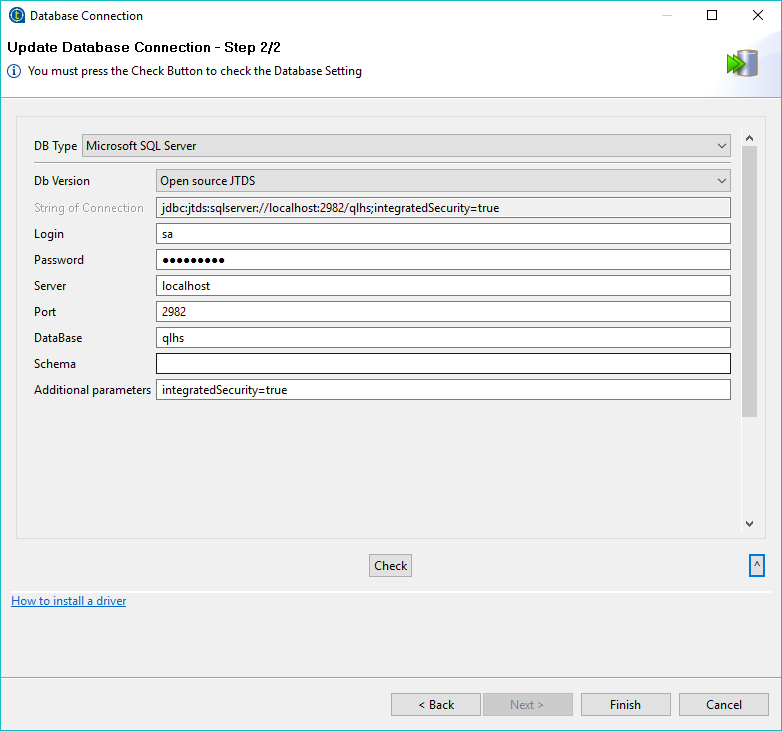 Database Connection
Update Database Connection - Step 2/2
You must press the Check Button to check the Database Setting
DB Type Microsoft SQL Server
Db Version Open source JTDS
String of Connection jdbc:jtds:sqlserver://localhost:2982/qlhs;integratedSecurity=true
Login sa
Password ●●●●●●●●●
Server localhost
Port 2982
DataBase qlhs
Schema
Additional parameters integratedSecurity=true
Check ^
How to install a driver
< Back Next > Finish Cancel